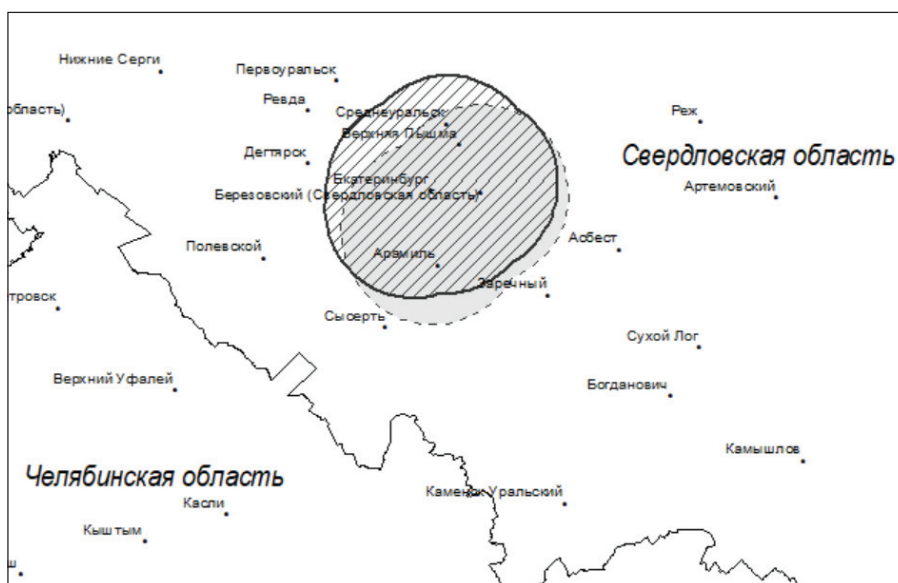 Нижние Серги
Первоуральск
Ревда
Среднеуральск
область)
Реж
Верхняя Пышма
Дегтярск
Свердловская область
Екатеринбург
Артемовский
Березовский (Свердловская область)
Полевской
Арамиль
Асбест
Заречный
тровск
Сысерть
Сухой Лог
Верхний Уфалей
Богданович
Камышлов
Челябинская область
Каменск Уральский
Касли
Кыштым
ш